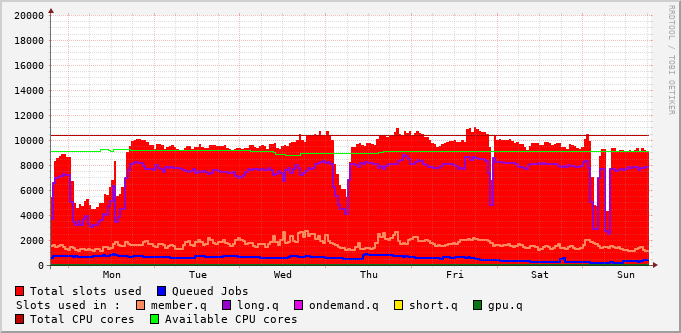 RRDTOOL / TOBI OETIKER
20000
18000
16000
14000
12000
10000
8000
6000
4000
2000
0
Mon Tue Wed Thu Fri Sat Sun
Total slots used Queued Jobs
Slots used in : member.q long.q ondemand.q short.q gpu.q
Total CPU cores Available CPU cores